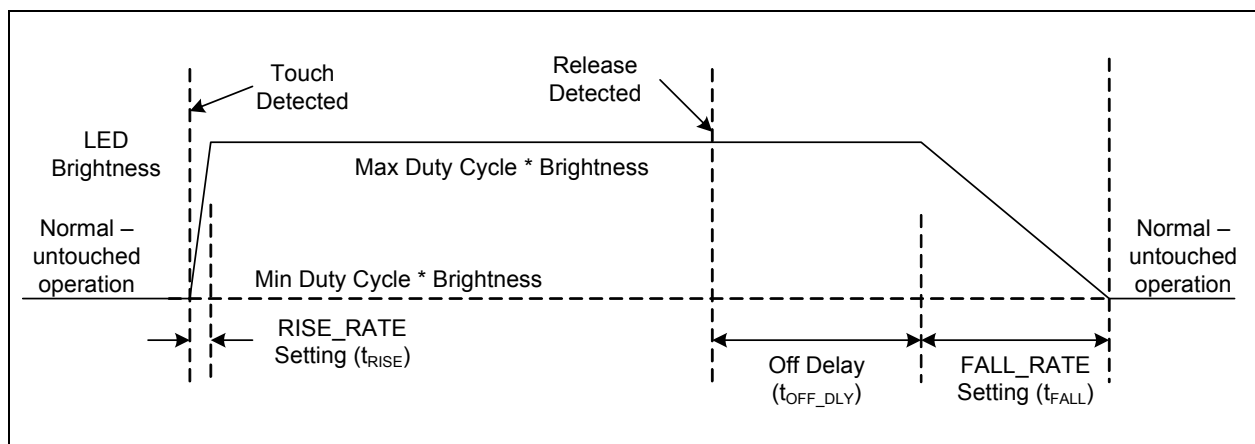 Touch
Detected
Release
Detected
LED
Brightness
Max Duty Cycle * Brightness
Normal –
untouched
operation
Min Duty Cycle * Brightness
Normal –
untouched
operation
RISE_RATE
Setting (tRISE)
Off Delay
(tOFF_DLY)
FALL_RATE
Setting (tFALL)